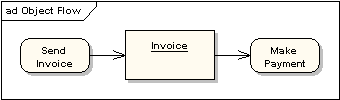 ad Object Flow
Send
Invoice
Invoice
Make
Payment